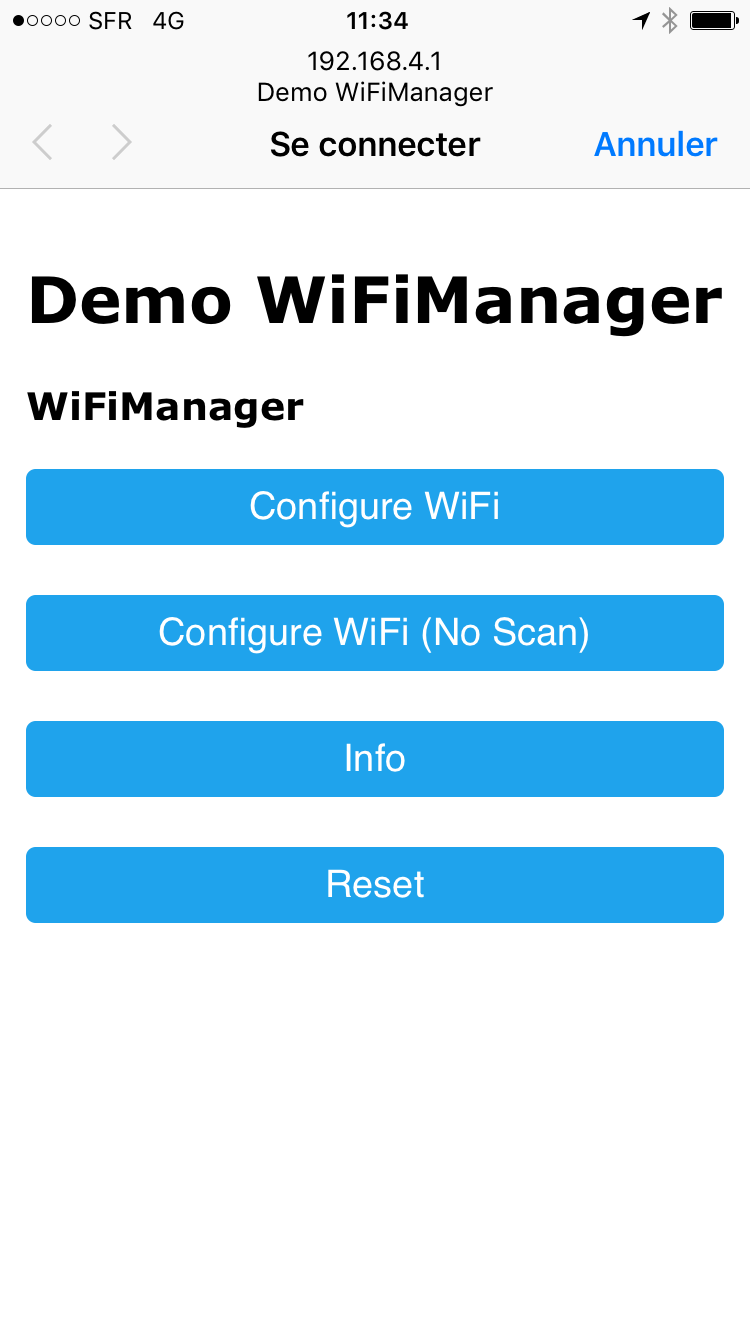 SFR 4G 11:34
192.168.4.1
Demo WiFiManager
Se connecter Annuler
Demo WiFiManager
WiFiManager
Configure WiFi
Configure WiFi (No Scan)
Info
Reset